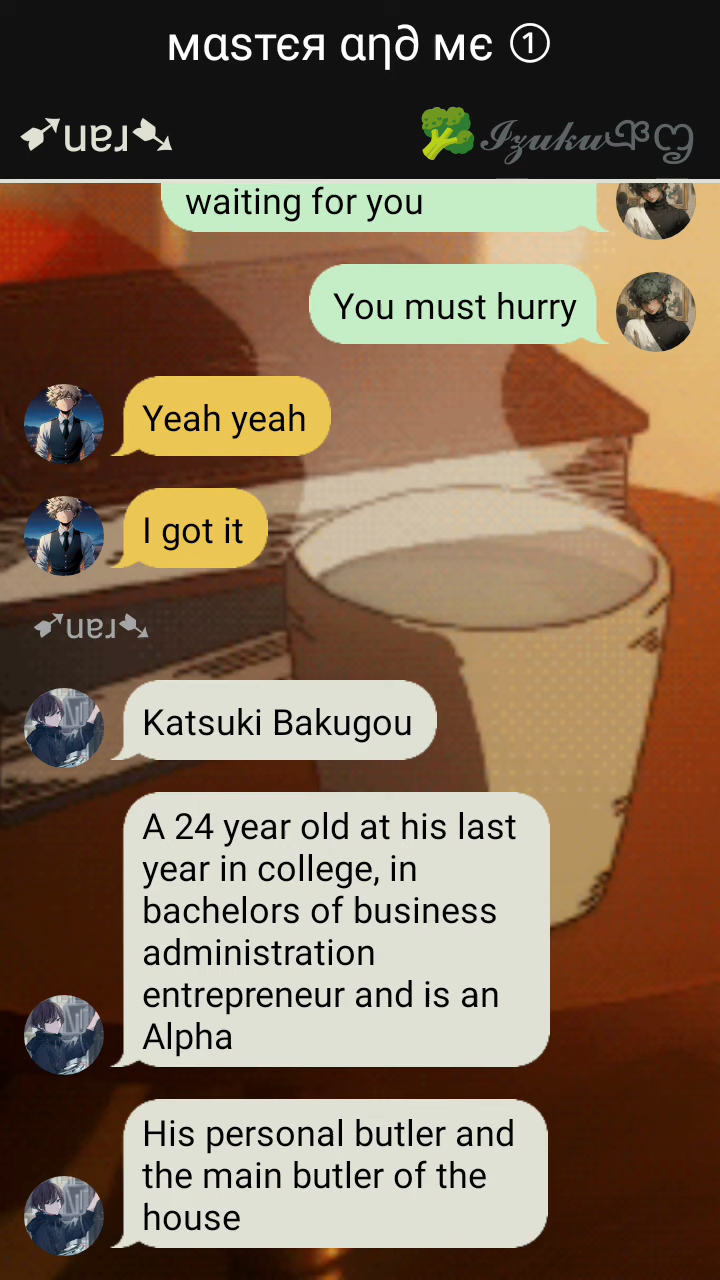 мαѕтєя αη∂ мє ①
➶uɐɹ➴
🥦𝓘𝔃𝓾𝓴𝓾
waiting for you
You must hurry
Yeah yeah
I got it
➶uɐɹ➴
Katsuki Bakugou
A 24 year old at his last
year in college, in
bachelors of business
administration
entrepreneur and is an
Alpha
His personal butler and
the main butler of the
house